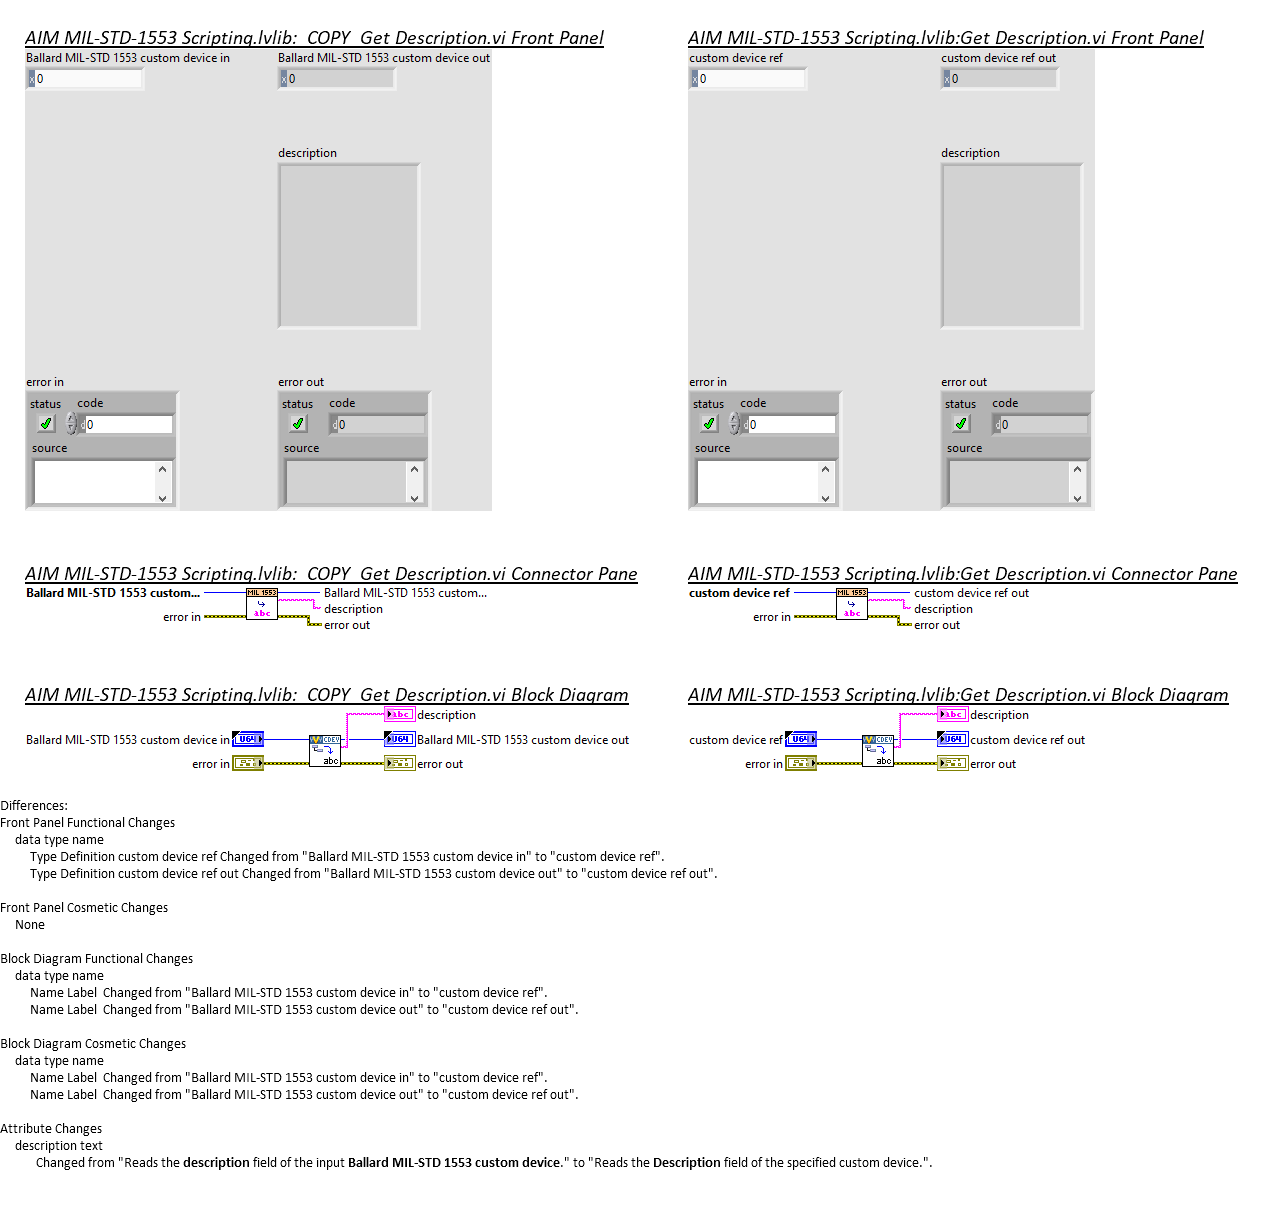 AIM MIL-STD-1553 Scripting.lvlib:_COPY_Get Description.vi Front Panel
Ballard MIL-STD 1553 custom device in
Ballard MIL-STD 1553 custom device out
x 0
x 0
description
error in
error out
status
code
status
code
d 0
d 0
source
source
AIM MIL-STD-1553 Scripting.lvlib:Get Description.vi Front Panel
custom device ref
custom device ref out
x 0
x 0
description
error in
error out
status
code
status
code
d 0
d 0
source
source
AIM MIL-STD-1553 Scripting.lvlib:_COPY_Get Description.vi Connector Pane
Ballard MIL-STD 1553 custom...
MIL 1553
Ballard MIL-STD 1553 custom...
description
error in
abc
error out
AIM MIL-STD-1553 Scripting.lvlib:Get Description.vi Connector Pane
custom device ref
MIL 1553
custom device ref out
description
error in
abc
error out
AIM MIL-STD-1553 Scripting.lvlib:_COPY_Get Description.vi Block Diagram
abc
description
Ballard MIL-STD 1553 custom device in
U64
CDEV
U64
Ballard MIL-STD 1553 custom device out
error in
abc
error out
AIM MIL-STD-1553 Scripting.lvlib:Get Description.vi Block Diagram
abc
description
custom device ref
U64
CDEV
U64
custom device ref out
error in
abc
error out
Differences:
Front Panel Functional Changes
data type name
Type Definition custom device ref Changed from "Ballard MIL-STD 1553 custom device in" to "custom device ref".
Type Definition custom device ref out Changed from "Ballard MIL-STD 1553 custom device out" to "custom device ref out".
Front Panel Cosmetic Changes
None
Block Diagram Functional Changes
data type name
Name Label  Changed from "Ballard MIL-STD 1553 custom device in" to "custom device ref".
Name Label  Changed from "Ballard MIL-STD 1553 custom device out" to "custom device ref out".
Block Diagram Cosmetic Changes
data type name
Name Label  Changed from "Ballard MIL-STD 1553 custom device in" to "custom device ref".
Name Label  Changed from "Ballard MIL-STD 1553 custom device out" to "custom device ref out".
Attribute Changes
description text
Changed from "Reads the description field of the input Ballard MIL-STD 1553 custom device." to "Reads the Description field of the specified custom device.".